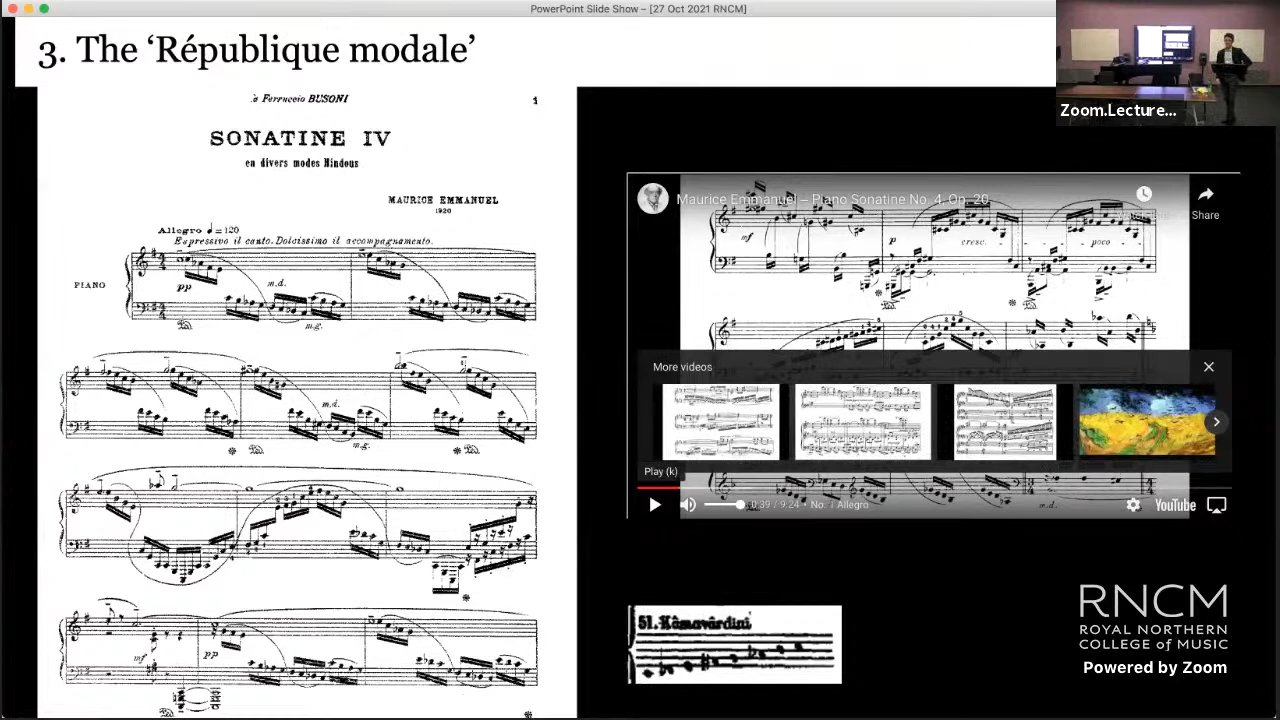 PowerPoint Slide Show – [27 Oct 2021 RNCM]
3. The ‘République modale’
à Ferruccio BUSONI
1
SONATINE IV
en divers modes Hindous
MAURICE EMMANUEL
1920
Allegro ♩=120
Espressivo il canto. Dolcissimo il accompagnamento.
PIANO
pp
m.d.
m.g.
m.d.
m.g.
mf
pp
Zoom.Lecture...
Maurice Emmanuel – Piano Sonatine No. 4, Op. 20
Share
mf
p
cresc.
poco
More videos
Play (k)
0:39 / 9:24 • No. 1 Allegro
YouTube
m.d.
51. Kâmavârdini
RNCM
ROYAL NORTHERN
COLLEGE of MUSIC
Powered by Zoom